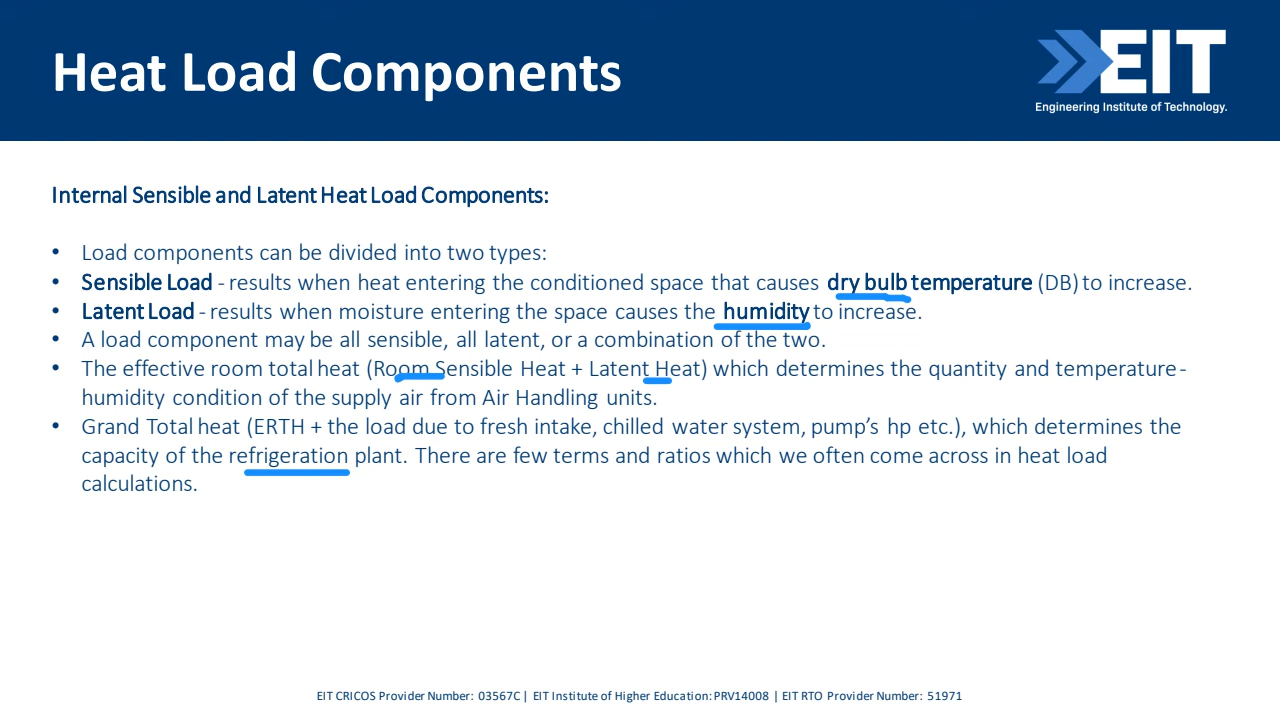 Heat Load Components
EIT
Engineering Institute of Technology.
Internal Sensible and Latent Heat Load Components:
• Load components can be divided into two types:
• Sensible Load - results when heat entering the conditioned space that causes dry bulb temperature (DB) to increase.
• Latent Load - results when moisture entering the space causes the humidity to increase.
• A load component may be all sensible, all latent, or a combination of the two.
• The effective room total heat (Room Sensible Heat + Latent Heat) which determines the quantity and temperature-
humidity condition of the supply air from Air Handling units.
• Grand Total heat (ERTH + the load due to fresh intake, chilled water system, pump’s hp etc.), which determines the
capacity of the refrigeration plant. There are few terms and ratios which we often come across in heat load
calculations.
EIT CRICOS Provider Number: 03567C | EIT Institute of Higher Education: PRV14008 | EIT RTO Provider Number: 51971